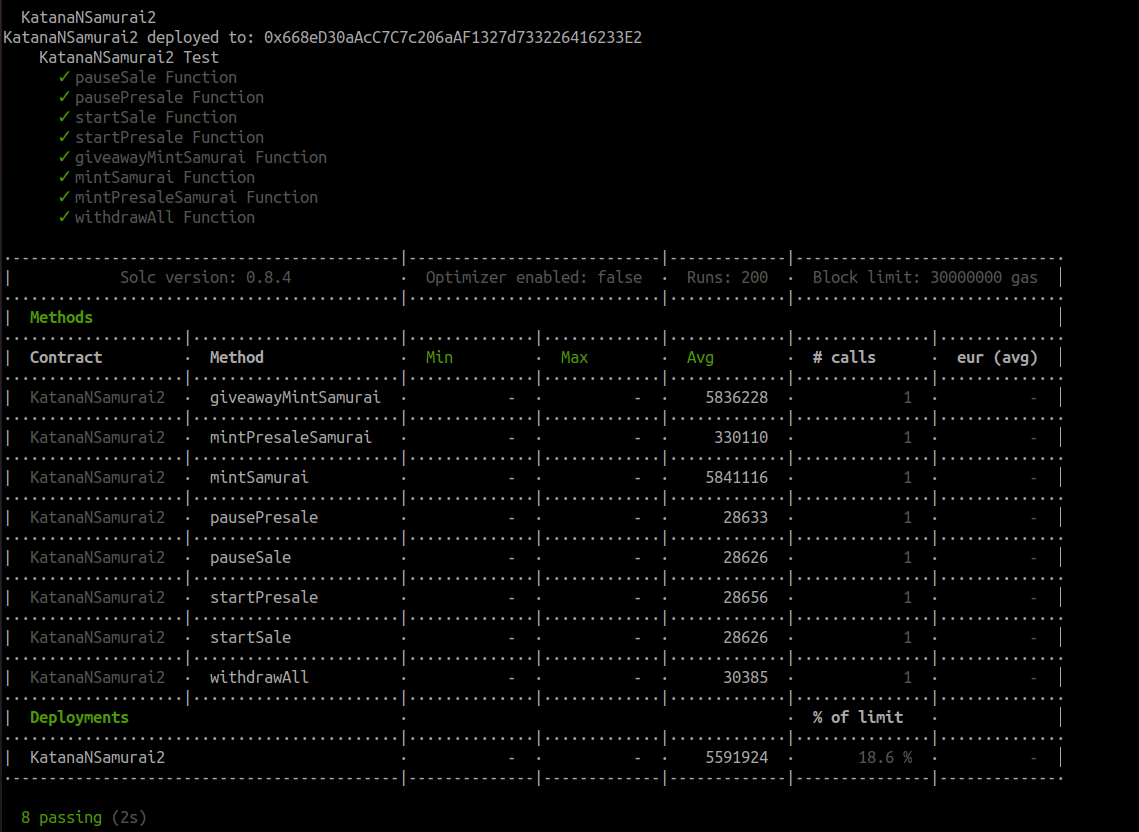 KatanaNSamurai2
KatanaNSamurai2 deployed to: 0x668eD30aAcC7C7c206aAF1327d733226416233E2
KatanaNSamurai2 Test
✓ pauseSale Function
✓ pausePresale Function
✓ startSale Function
✓ startPresale Function
✓ giveawayMintSamurai Function
✓ mintSamurai Function
✓ mintPresaleSamurai Function
✓ withdrawAll Function
Solc version: 0.8.4 · Optimizer enabled: false · Runs: 200 · Block limit: 30000000 gas
Methods
Contract · Method · Min · Max · Avg · # calls · eur (avg)
KatanaNSamurai2 · giveawayMintSamurai · - · - · 5836228 · 1 · -
KatanaNSamurai2 · mintPresaleSamurai · - · - · 330110 · 1 · -
KatanaNSamurai2 · mintSamurai · - · - · 5841116 · 1 · -
KatanaNSamurai2 · pausePresale · - · - · 28633 · 1 · -
KatanaNSamurai2 · pauseSale · - · - · 28626 · 1 · -
KatanaNSamurai2 · startPresale · - · - · 28656 · 1 · -
KatanaNSamurai2 · startSale · - · - · 28626 · 1 · -
KatanaNSamurai2 · withdrawAll · - · - · 30385 · 1 · -
Deployments · · % of limit ·
KatanaNSamurai2 · - · - · 5591924 · 18.6 % · -
8 passing (2s)